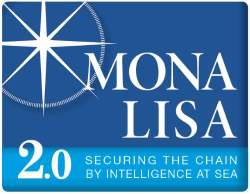 MONA
LISA
2.0
SECURING THE CHAIN
BY INTELLIGENCE AT SEA